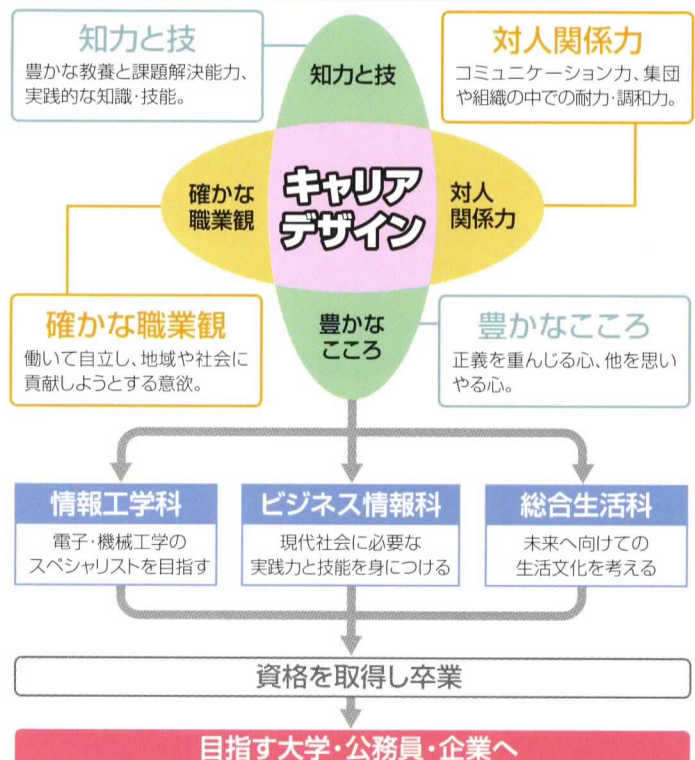 知力と技
豊かな教養と課題解決能力、
実践的な知識・技能。
対人関係力
コミュニケーション力、集団
や組織の中での耐力・調和力。
知力と技
確かな
職業観
キャリア
デザイン
対人
関係力
豊かな
こころ
確かな職業観
働いて自立し、地域や社会に
貢献しようとする意欲。
豊かなこころ
正義を重んじる心、他を思い
やる心。
情報工学科
電子・機械工学の
スペシャリストを目指す
ビジネス情報科
現代社会に必要な
実践力と技能を身につける
総合生活科
未来へ向けての
生活文化を考える
資格を取得し卒業
目指す大学・公務員・企業へ